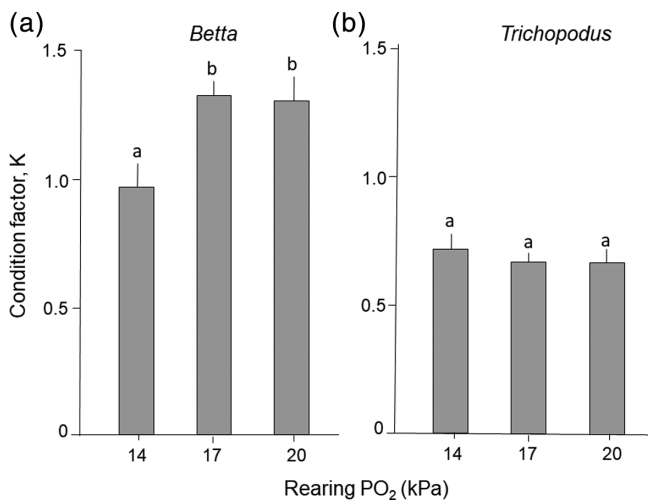 (a)
Betta
Condition factor, K
1.5
1.0
0.5
0
a
b
b
14
17
20
(b)
Trichopodus
1.5
1.0
0.5
0
a
a
a
14
17
20
Rearing PO₂ (kPa)